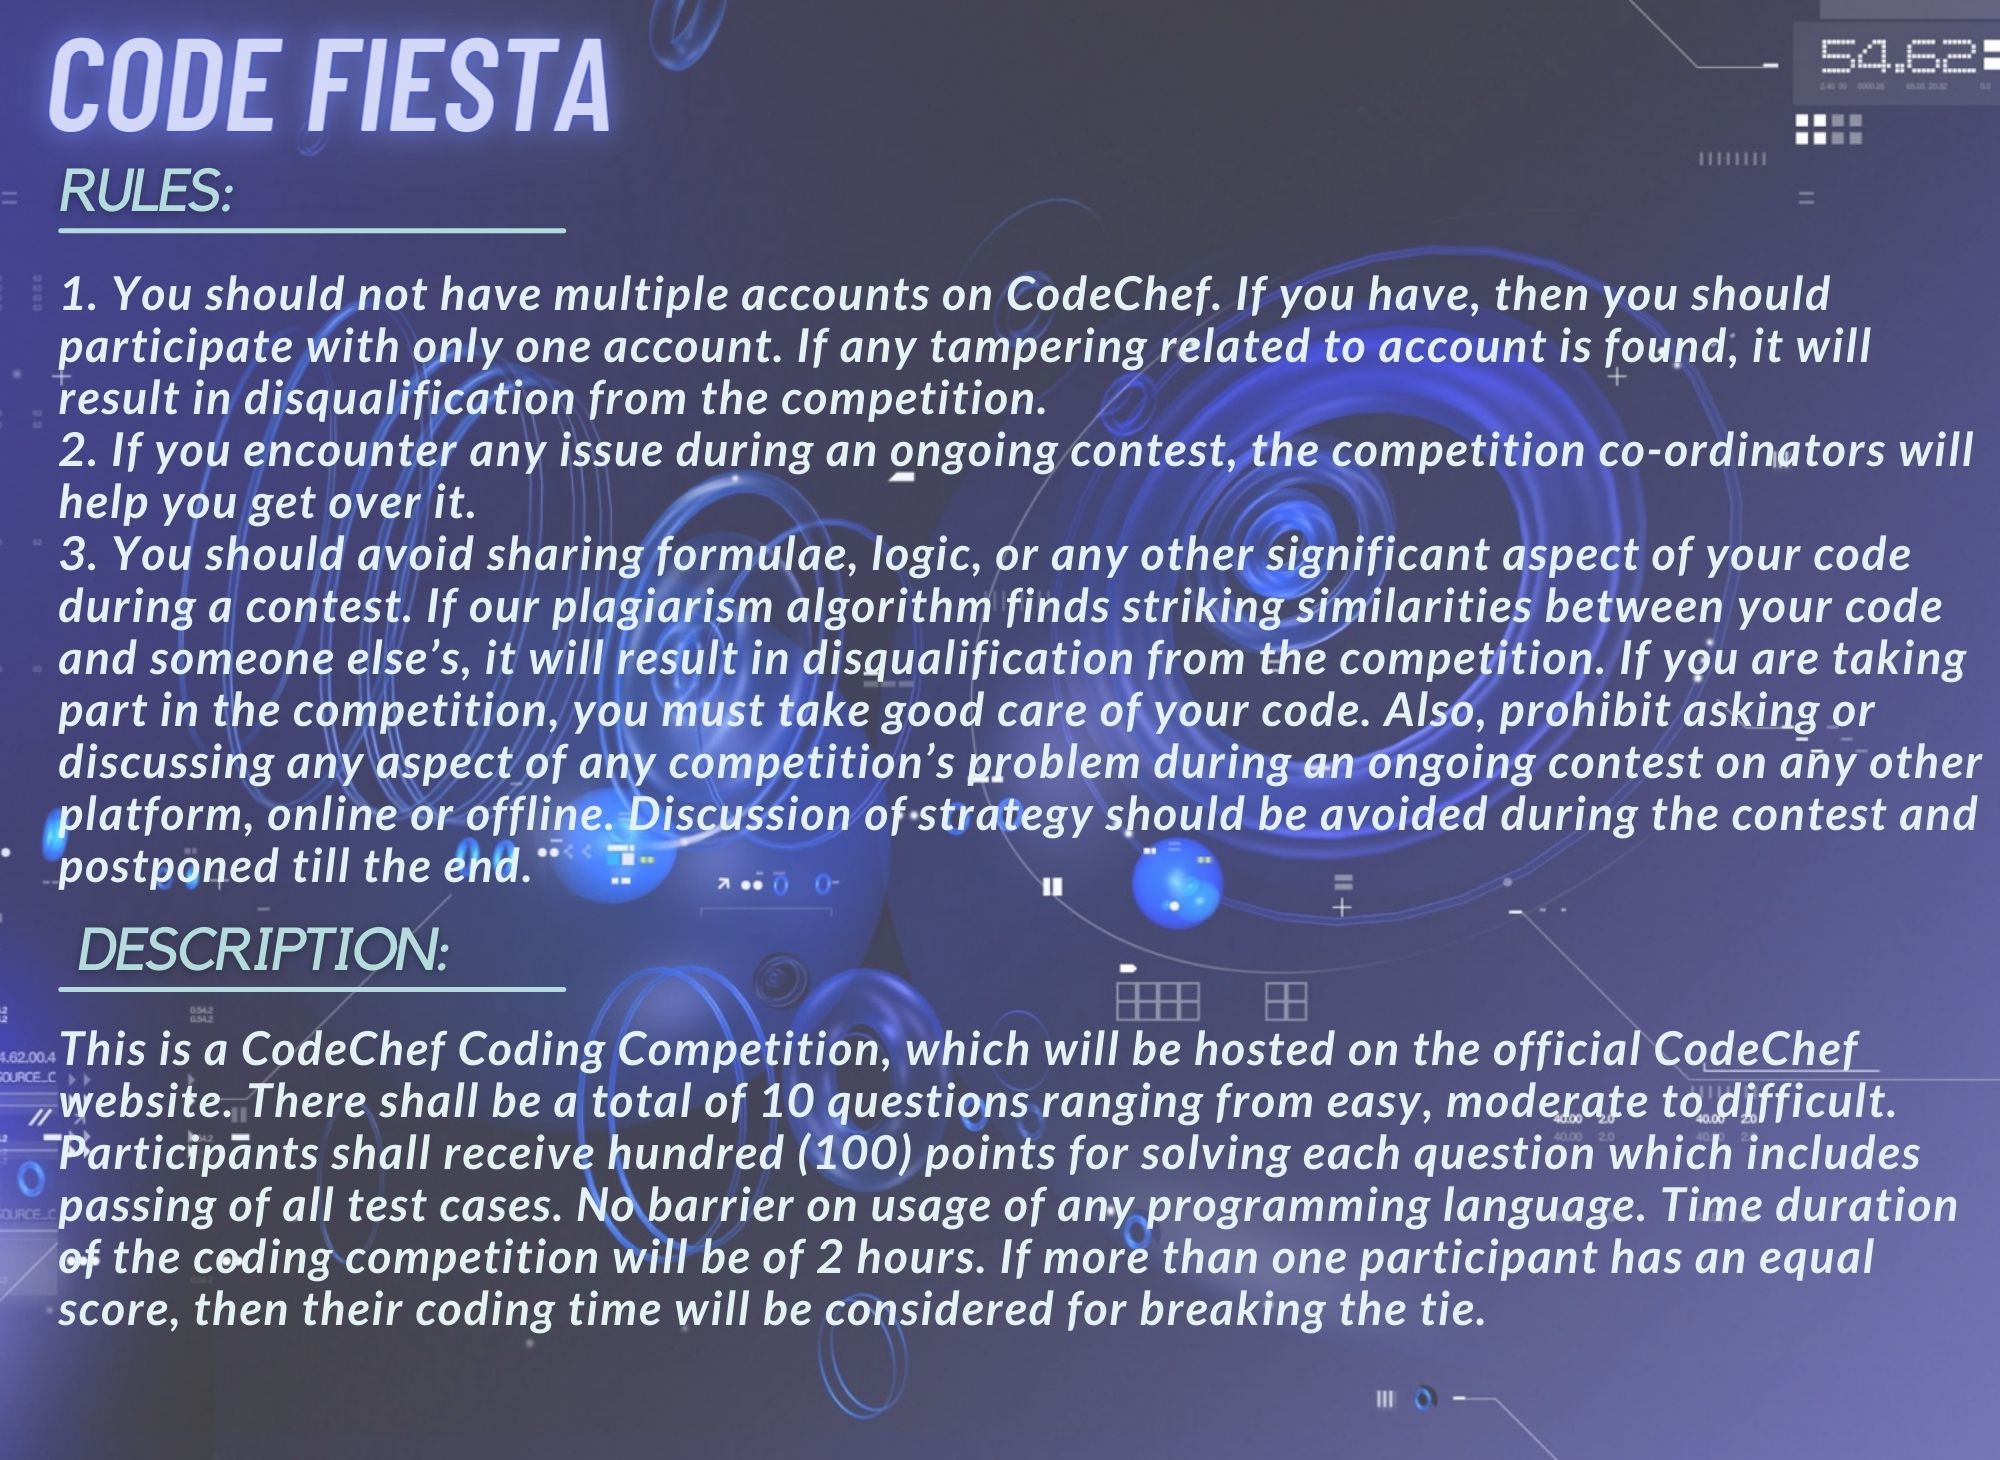 CODE FIESTA
54.62
RULES:
1. You should not have multiple accounts on CodeChef. If you have, then you should
participate with only one account. If any tampering related to account is found, it will
result in disqualification from the competition.
2. If you encounter any issue during an ongoing contest, the competition co-ordinators will
help you get over it.
3. You should avoid sharing formulae, logic, or any other significant aspect of your code
during a contest. If our plagiarism algorithm finds striking similarities between your code
and someone else’s, it will result in disqualification from the competition. If you are taking
part in the competition, you must take good care of your code. Also, prohibit asking or
discussing any aspect of any competition’s problem during an ongoing contest on any other
platform, online or offline. Discussion of strategy should be avoided during the contest and
postponed till the end.
DESCRIPTION:
This is a CodeChef Coding Competition, which will be hosted on the official CodeChef
website. There shall be a total of 10 questions ranging from easy, moderate to difficult.
Participants shall receive hundred (100) points for solving each question which includes
passing of all test cases. No barrier on usage of any programming language. Time duration
of the coding competition will be of 2 hours. If more than one participant has an equal
score, then their coding time will be considered for breaking the tie.